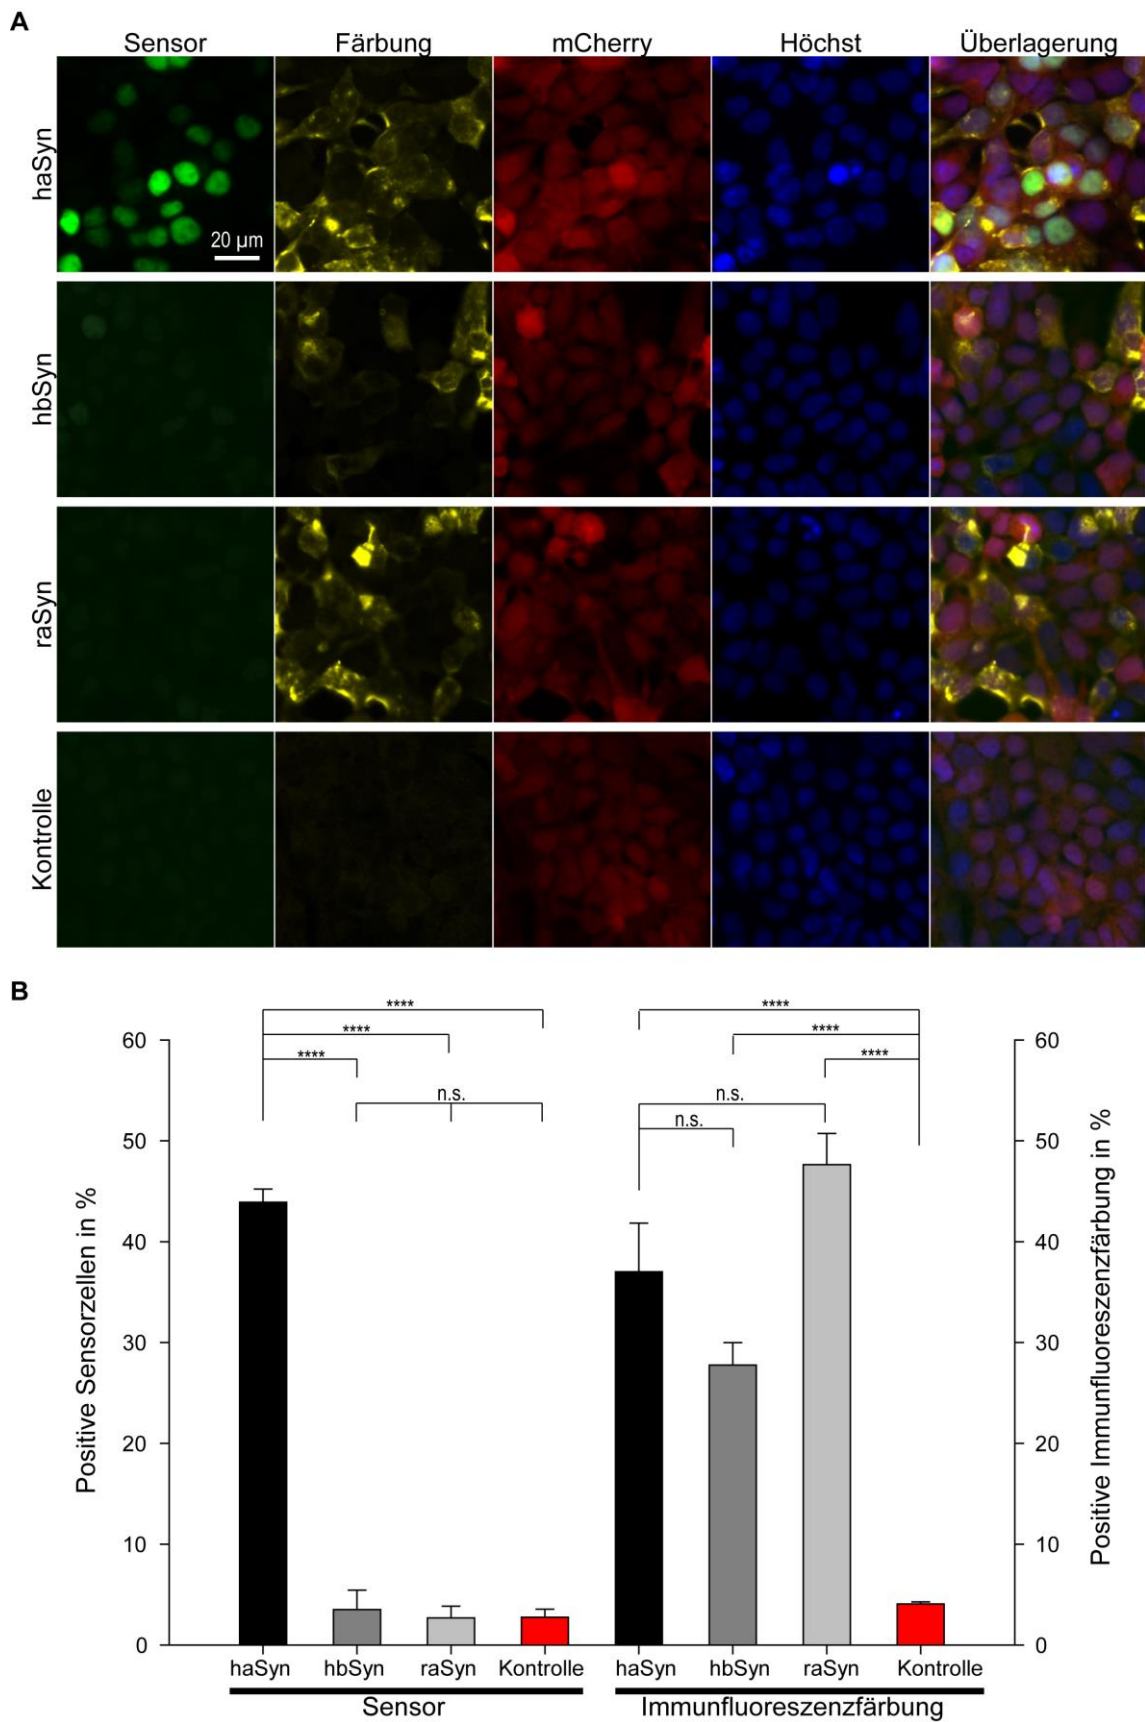 A
Sensor Färbung mCherry Höchst Überlagerung
haSyn
20 µm
hbSyn
raSyn
Kontrolle
B
**** ****
**** ****
**** ****
n.s. n.s.
n.s.
Positive Sensorzellen in %
60
50
40
30
20
10
0
60
50
40
30
20
10
0
Positive Immunfluoreszenzfärbung in %
haSyn hbSyn raSyn Kontrolle haSyn hbSyn raSyn Kontrolle
Sensor Immunfluoreszenzfärbung